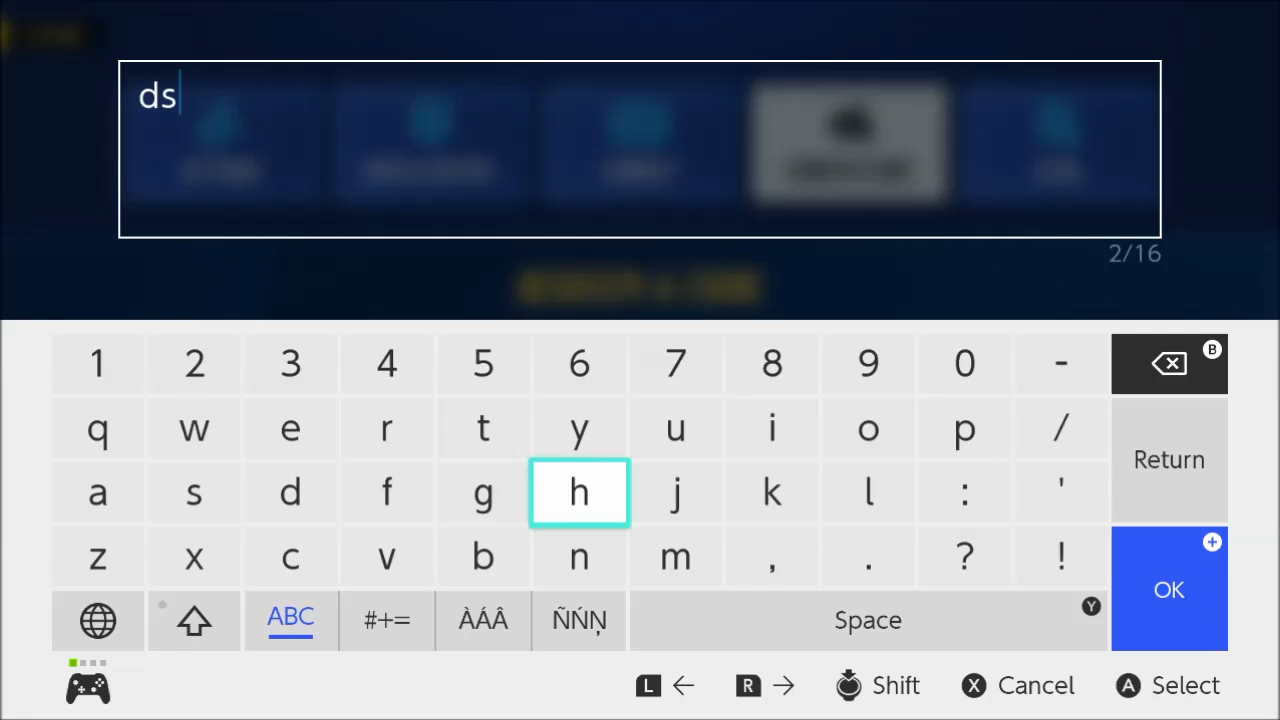 ds
2/16
1 2 3 4 5 6 7 8 9 0 - B
q w e r t y u i o p / Return
a s d f g h j k l : '
z x c v b n m , . ? ! + OK
ABC #+= ÀÁÂ ÑŃŅ Space Y
L ← R → Shift X Cancel A Select